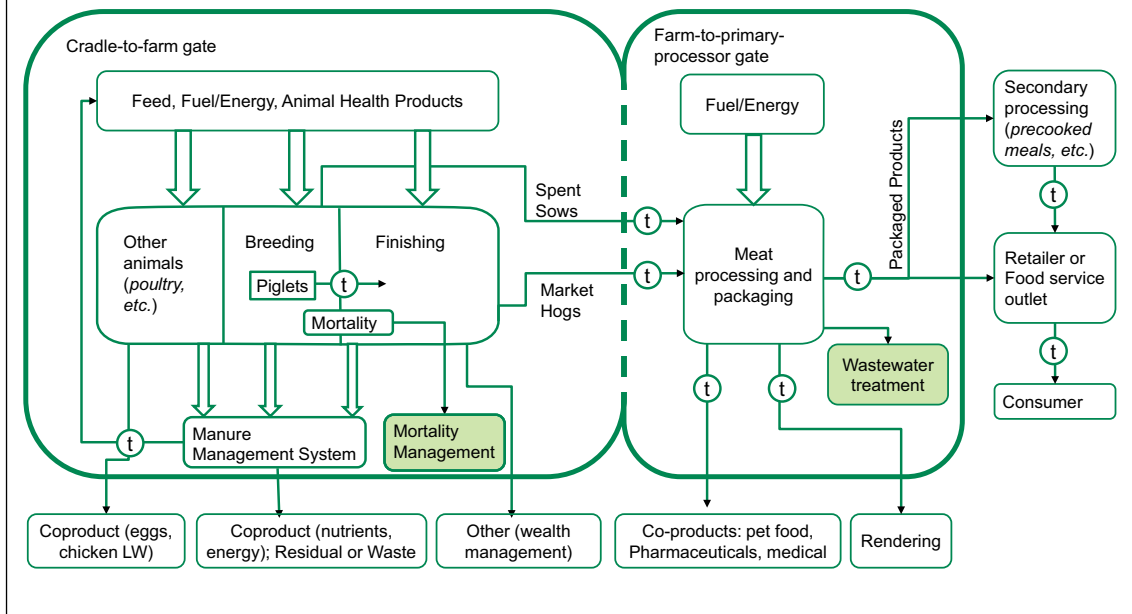 Cradle-to-farm gate
Farm-to-primary-
processor gate
Feed, Fuel/Energy, Animal Health Products
Fuel/Energy
Secondary
processing
(precooked
meals, etc.)
Packaged Products
t
Spent
Sows
t
Other
animals
(poultry,
etc.)
Breeding
Finishing
Piglets
t
Mortality
Market
Hogs
t
Meat
processing and
packaging
t
Retailer or
Food service
outlet
t
Wastewater
treatment
t
t
Consumer
t
Manure
Management System
Mortality
Management
Coproduct (eggs,
chicken LW)
Coproduct (nutrients,
energy); Residual or Waste
Other (wealth
management)
Co-products: pet food,
Pharmaceuticals, medical
Rendering